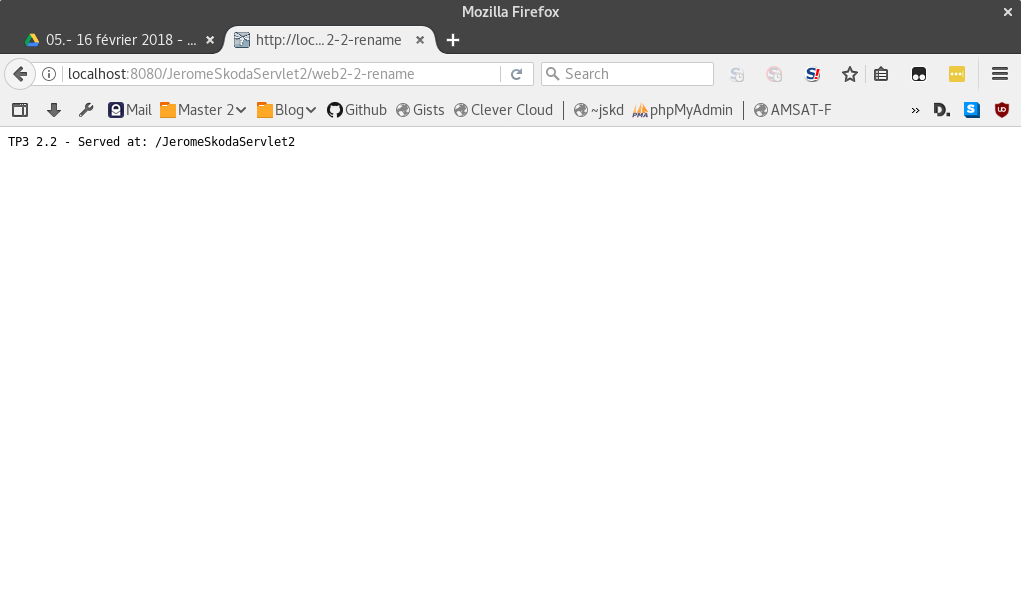 Mozilla Firefox
05.- 16 février 2018 - ...
http://loc...2-2-rename
localhost:8080/JeromeSkodaServlet2/web2-2-rename
Search
Mail Master 2 Blog Github Gists Clever Cloud ~jskd phpMyAdmin AMSAT-F » D.
TP3 2.2 - Served at: /JeromeSkodaServlet2